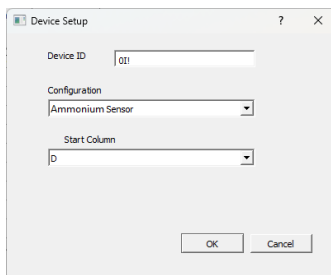 Device Setup
?
Device ID
0I!
Configuration
Ammonium Sensor
Start Column
D
OK
Cancel